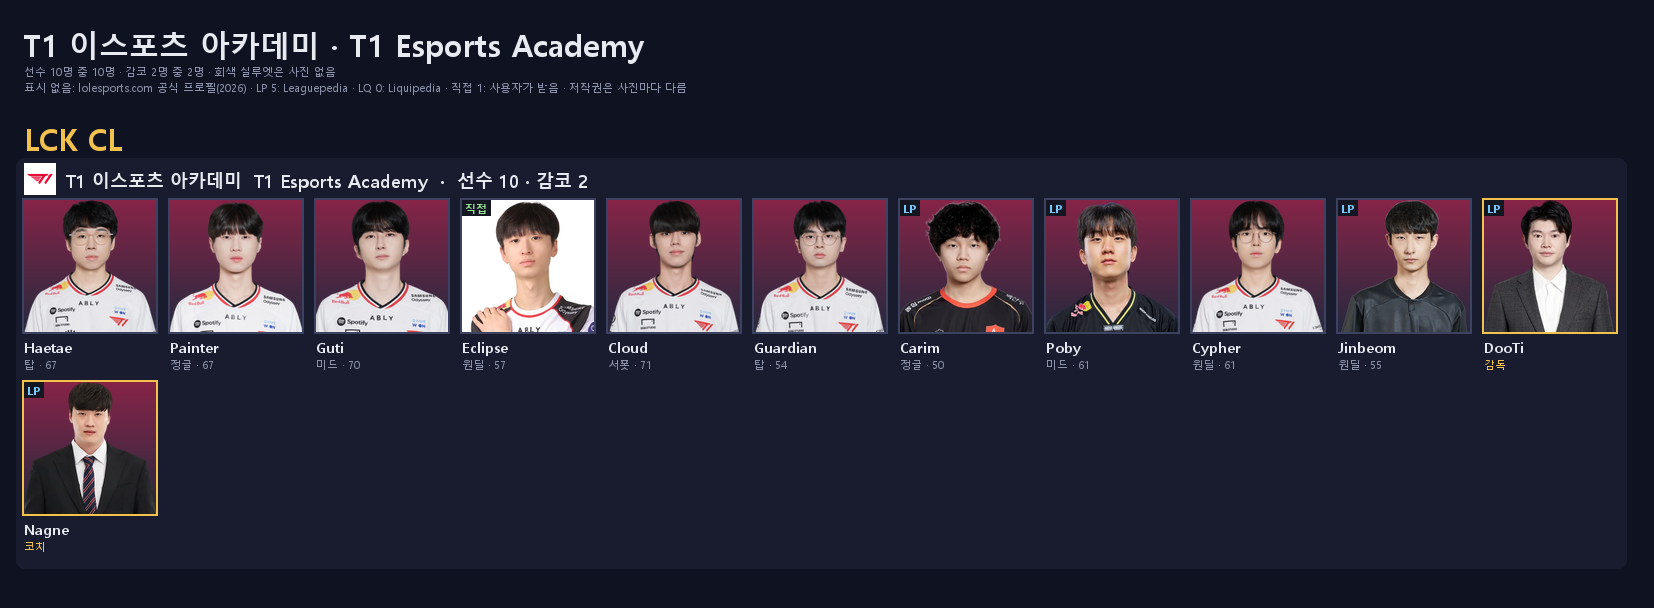 T1 이스포츠 아카데미 · T1 Esports Academy
선수 10명 중 10명 · 감코 2명 중 2명 · 회색 실루엣은 사진 없음
표시 없음: lolesports.com 공식 프로필(2026) · LP 5: Leaguepedia · LQ 0: Liquipedia · 직접 1: 사용자가 받음 · 저작권은 사진마다 다름
LCK CL
T1 이스포츠 아카데미 T1 Esports Academy · 선수 10 · 감코 2
직접 LP LP LP LP
Spotify ABLY SAMSUNG Odyssey RedBull
Haetae Painter Guti Eclipse Cloud Guardian Carim Poby Cypher Jinbeom DooTi
탑 · 67 정글 · 67 미드 · 70 원딜 · 57 서폿 · 71 탑 · 54 정글 · 50 미드 · 61 원딜 · 61 원딜 · 55 감독
LP
Nagne
코치